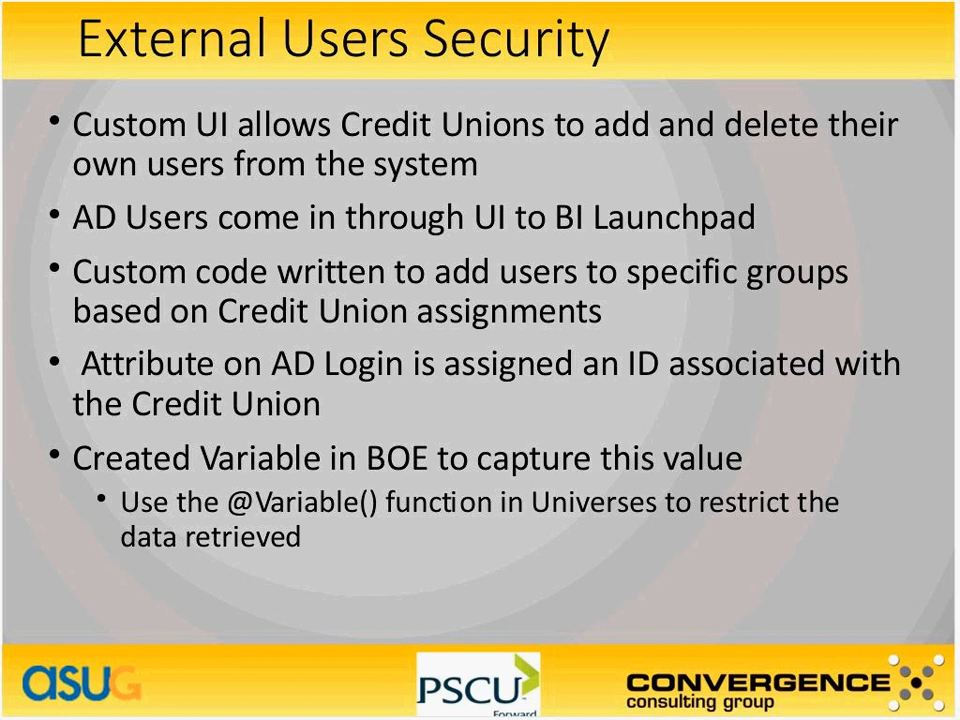 External Users Security
• Custom UI allows Credit Unions to add and delete their
own users from the system
• AD Users come in through UI to BI Launchpad
• Custom code written to add users to specific groups
based on Credit Union assignments
• Attribute on AD Login is assigned an ID associated with
the Credit Union
• Created Variable in BOE to capture this value
• Use the @Variable() function in Universes to restrict the
data retrieved
asuG
PSCU
Forward
CONVERGENCE
consulting group